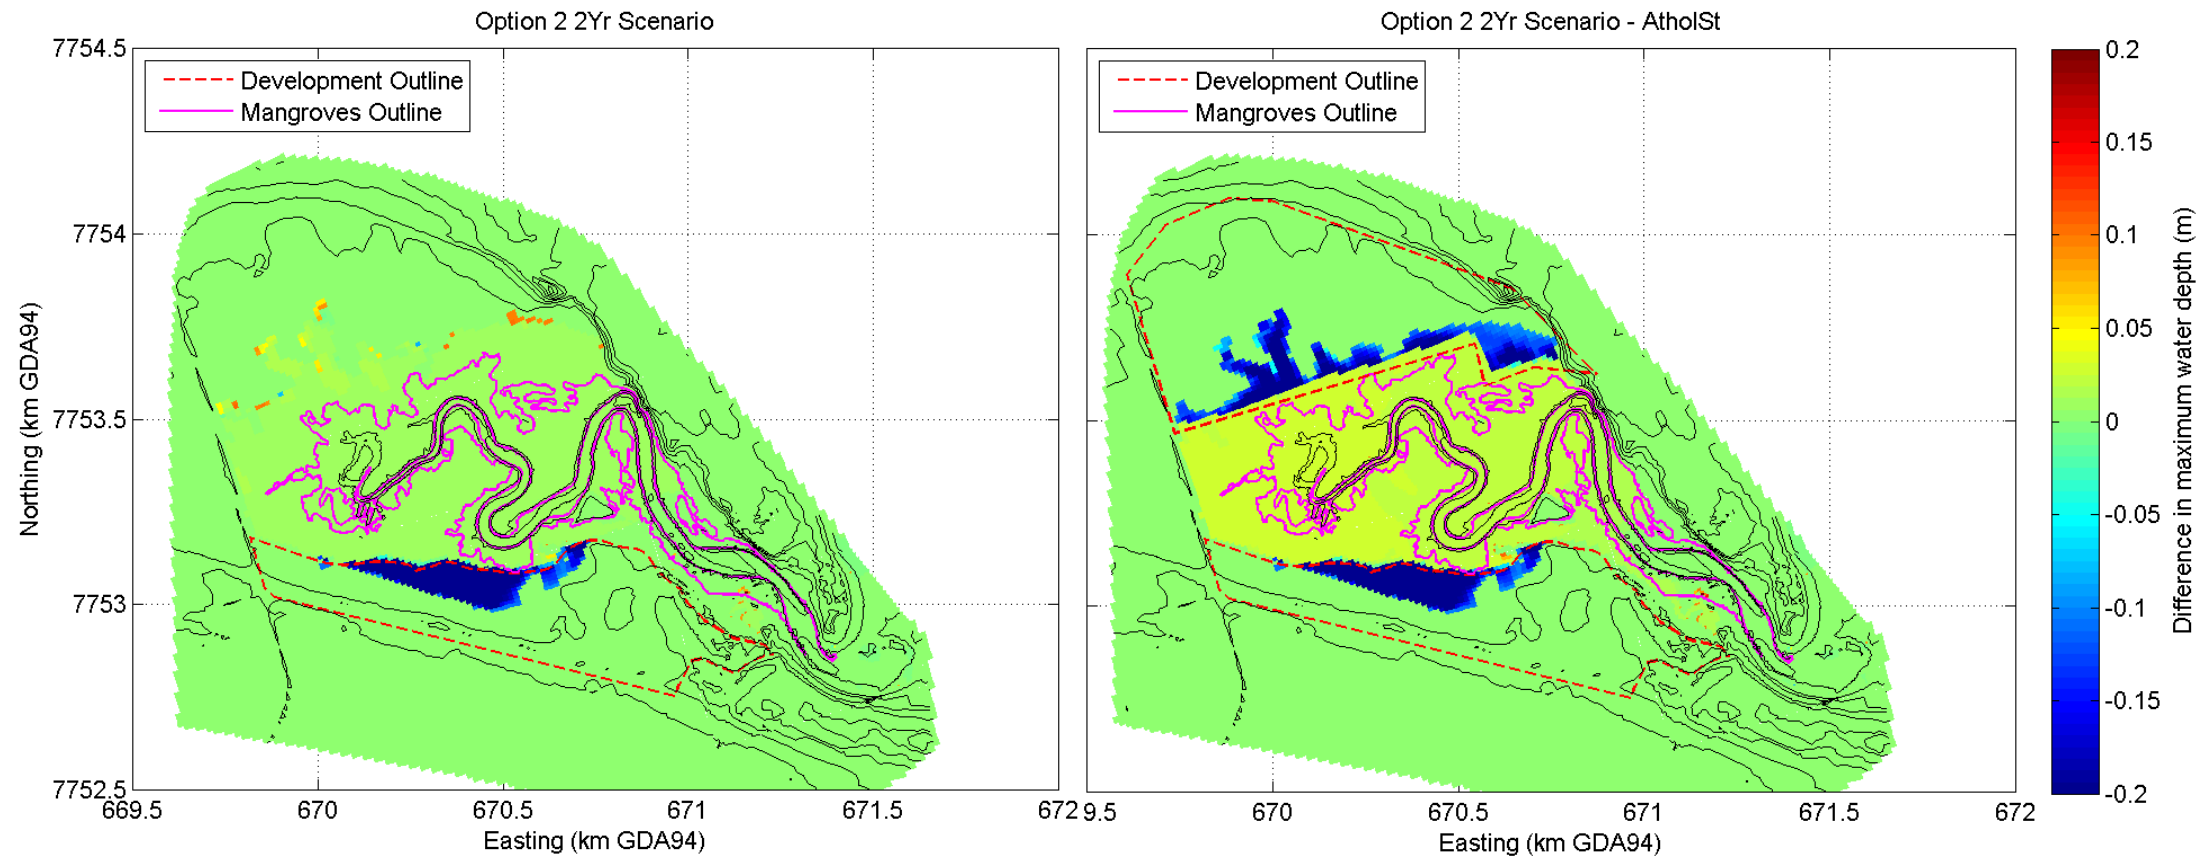 Option 2 2Yr Scenario
Option 2 2Yr Scenario - AtholSt
Development Outline
Mangroves Outline
Development Outline
Mangroves Outline
7754.5
7754
7753.5
7753
7752.5
Northing (km GDA94)
669.5 670 670.5 671 671.5 672
Easting (km GDA94)
9.5 670 670.5 671 671.5 672
Easting (km GDA94)
0.2
0.15
0.1
0.05
0
-0.05
-0.1
-0.15
-0.2
Difference in maximum water depth (m)